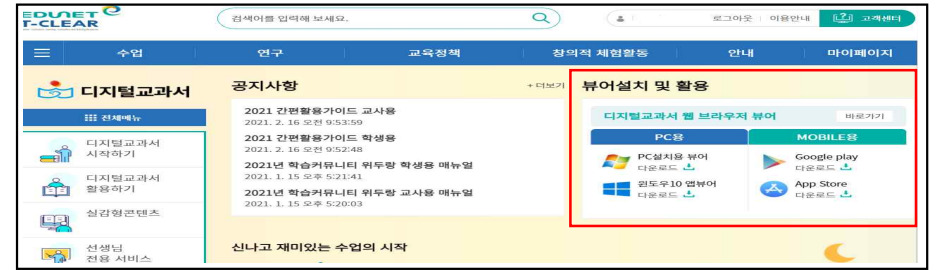 EDUNET
T-CLEAR
검색어를 입력해 보세요.
로그아웃 이용안내 고객센터
수업 연구 교육정책 창의적 체험활동 안내 마이페이지
디지털교과서
전체메뉴
디지털교과서
시작하기
디지털교과서
활용하기
실감형콘텐츠
선생님
전용 서비스
공지사항 +더보기
2021 간편활용가이드 교사용
2021. 2. 16 오전 9:53:59
2021 간편활용가이드 학생용
2021. 2. 16 오전 9:52:48
2021년 학습커뮤니티 위두랑 학생용 매뉴얼
2021. 1. 15 오후 5:21:41
2021년 학습커뮤니티 위두랑 교사용 매뉴얼
2021. 1. 15 오후 5:20:03
신나고 재미있는 수업의 시작
뷰어설치 및 활용
디지털교과서 웹 브라우저 뷰어 바로가기
PC용 MOBILE용
PC설치용 뷰어
다운로드
윈도우10 앱뷰어
다운로드
Google play
다운로드
App Store
다운로드